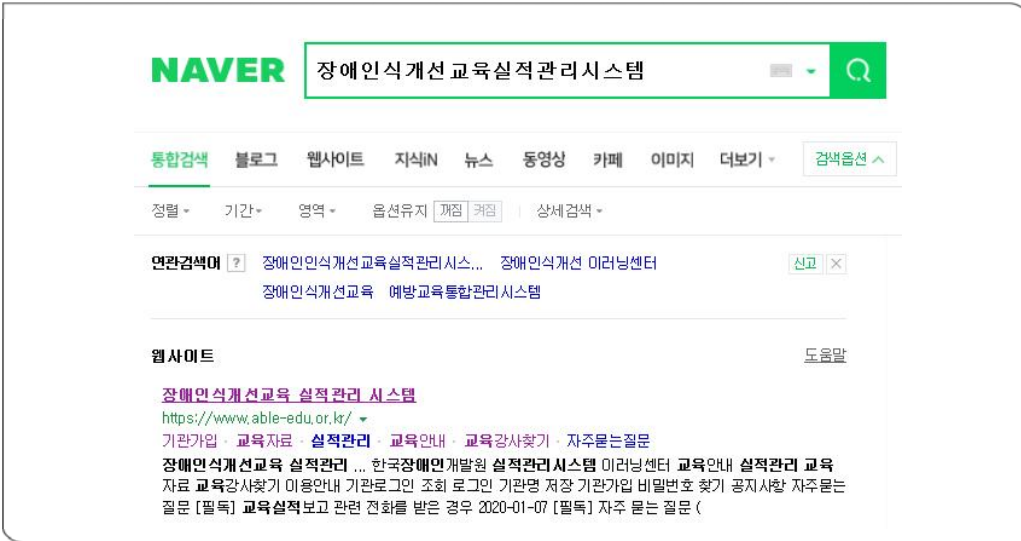 NAVER 장애인식개선교육실적관리시스템
통합검색 블로그 웹사이트 지식iN 뉴스 동영상 카페 이미지 더보기 검색옵션
정렬 기간 영역 옵션유지 꺼짐 켜짐 상세검색
연관검색어 ? 장애인인식개선교육실적관리시스... 장애인식개선 이러닝센터 신고
장애인식개선교육 예방교육통합관리시스템
웹사이트 도움말
장애인식개선교육 실적관리 시스템
https://www.able-edu.or.kr/
기관가입 · 교육자료 · 실적관리 · 교육안내 · 교육강사찾기 · 자주묻는질문
장애인식개선교육 실적관리 ... 한국장애인개발원 실적관리시스템 이러닝센터 교육안내 실적관리 교육
자료 교육강사찾기 이용안내 기관로그인 조회 로그인 기관명 저장 기관가입 비밀번호 찾기 공지사항 자주묻는
질문 [필독] 교육실적보고 관련 전화를 받은 경우 2020-01-07 [필독] 자주 묻는 질문 (